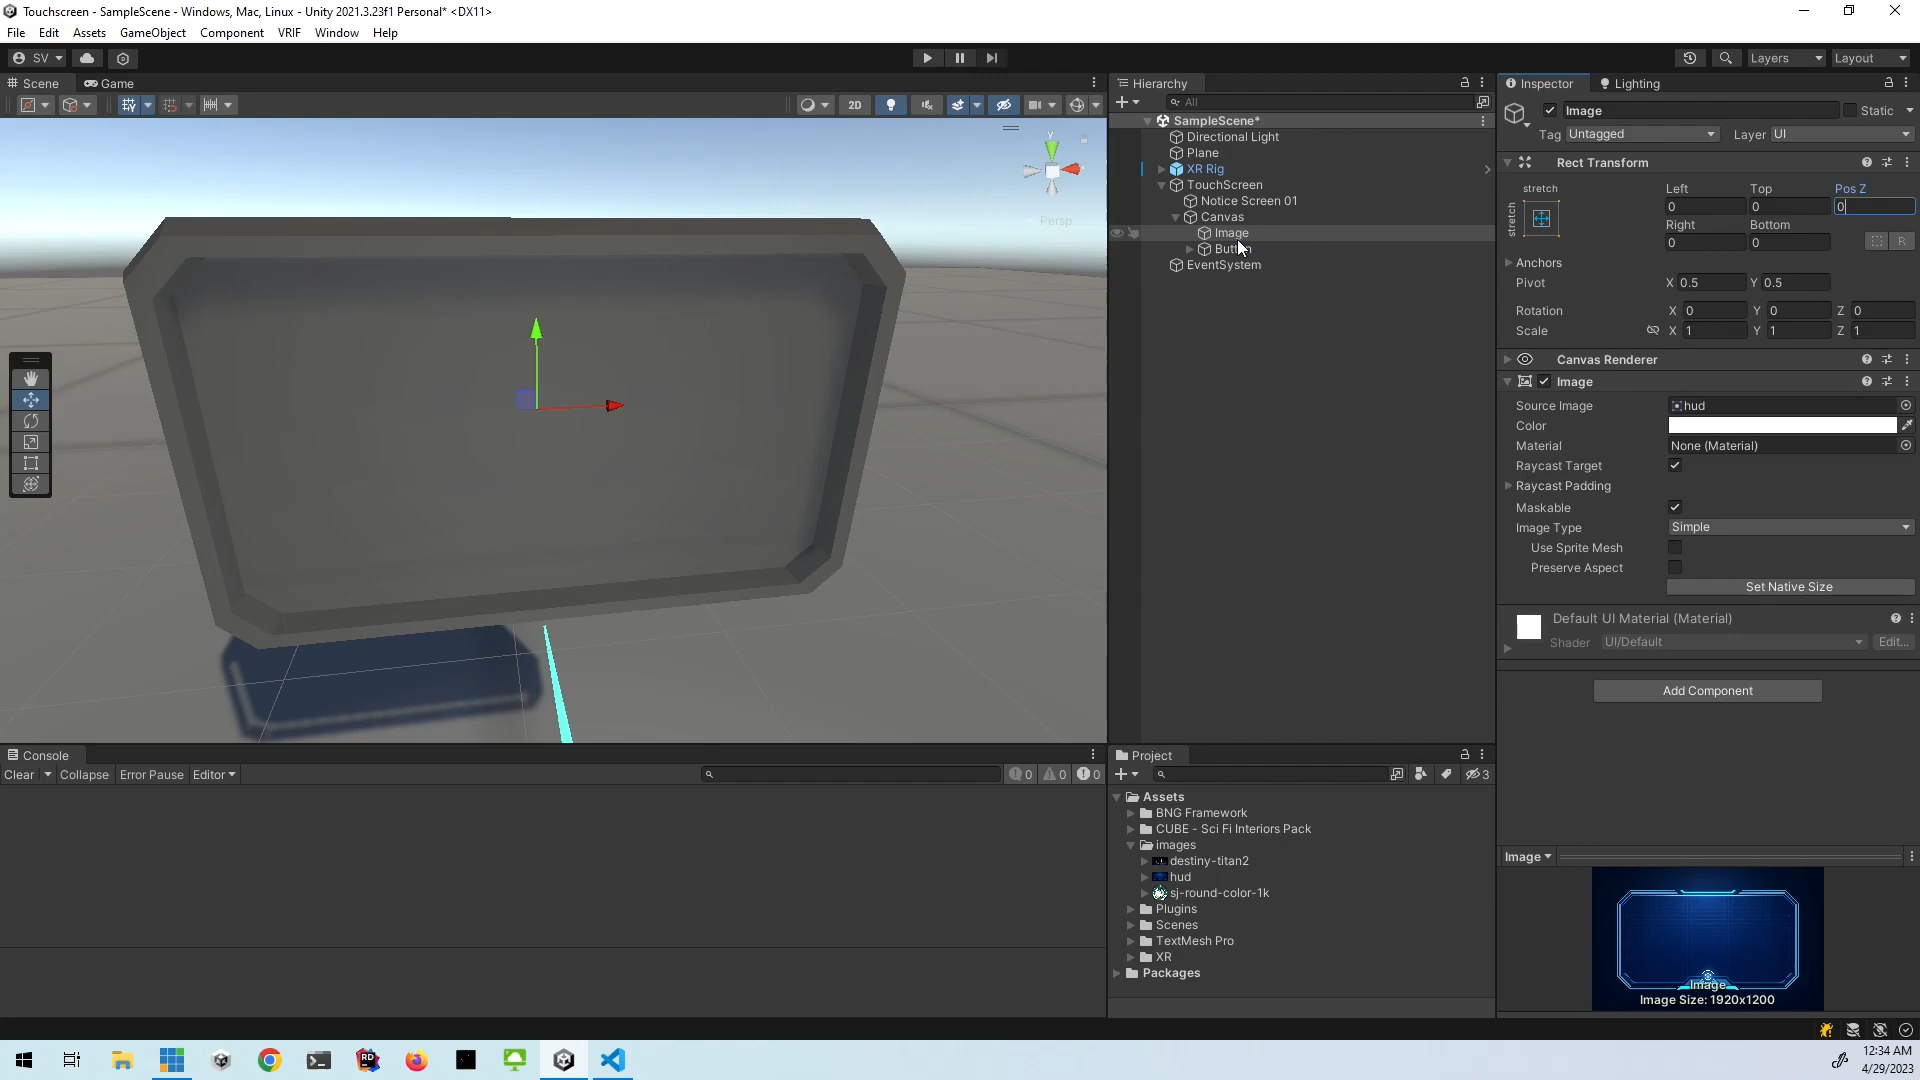 Touchscreen - SampleScene - Windows, Mac, Linux - Unity 2021.3.23f1 Personal* <DX11>
File Edit Assets GameObject Component VRIF Window Help
SV Layers Layout
Scene Game
2D
y
Persp
Hierarchy
All
SampleScene*
Directional Light
Plane
XR Rig
TouchScreen
Notice Screen 01
Canvas
Image
EventSystem
Inspector Lighting
Image Static
Tag Untagged Layer UI
Rect Transform
stretch Left Top Pos Z
stretch 0 0 0
Right Bottom
0 0 R
Anchors
Pivot X 0.5 Y 0.5
Rotation X 0 Y 0 Z 0
Scale X 1 Y 1 Z 1
Canvas Renderer
Image
Source Image hud
Color
Material None (Material)
Raycast Target
Raycast Padding
Maskable
Image Type Simple
Use Sprite Mesh
Preserve Aspect
Set Native Size
Default UI Material (Material)
Shader UI/Default Edit...
Add Component
Image
Image
Image Size: 1920x1200
Console
Clear Collapse Error Pause Editor 0 0 0
Project
3
Assets
BNG Framework
CUBE - Sci Fi Interiors Pack
images
destiny-titan2
hud
sj-round-color-1k
Plugins
Scenes
TextMesh Pro
XR
Packages
RD
12:34 AM
4/29/2023